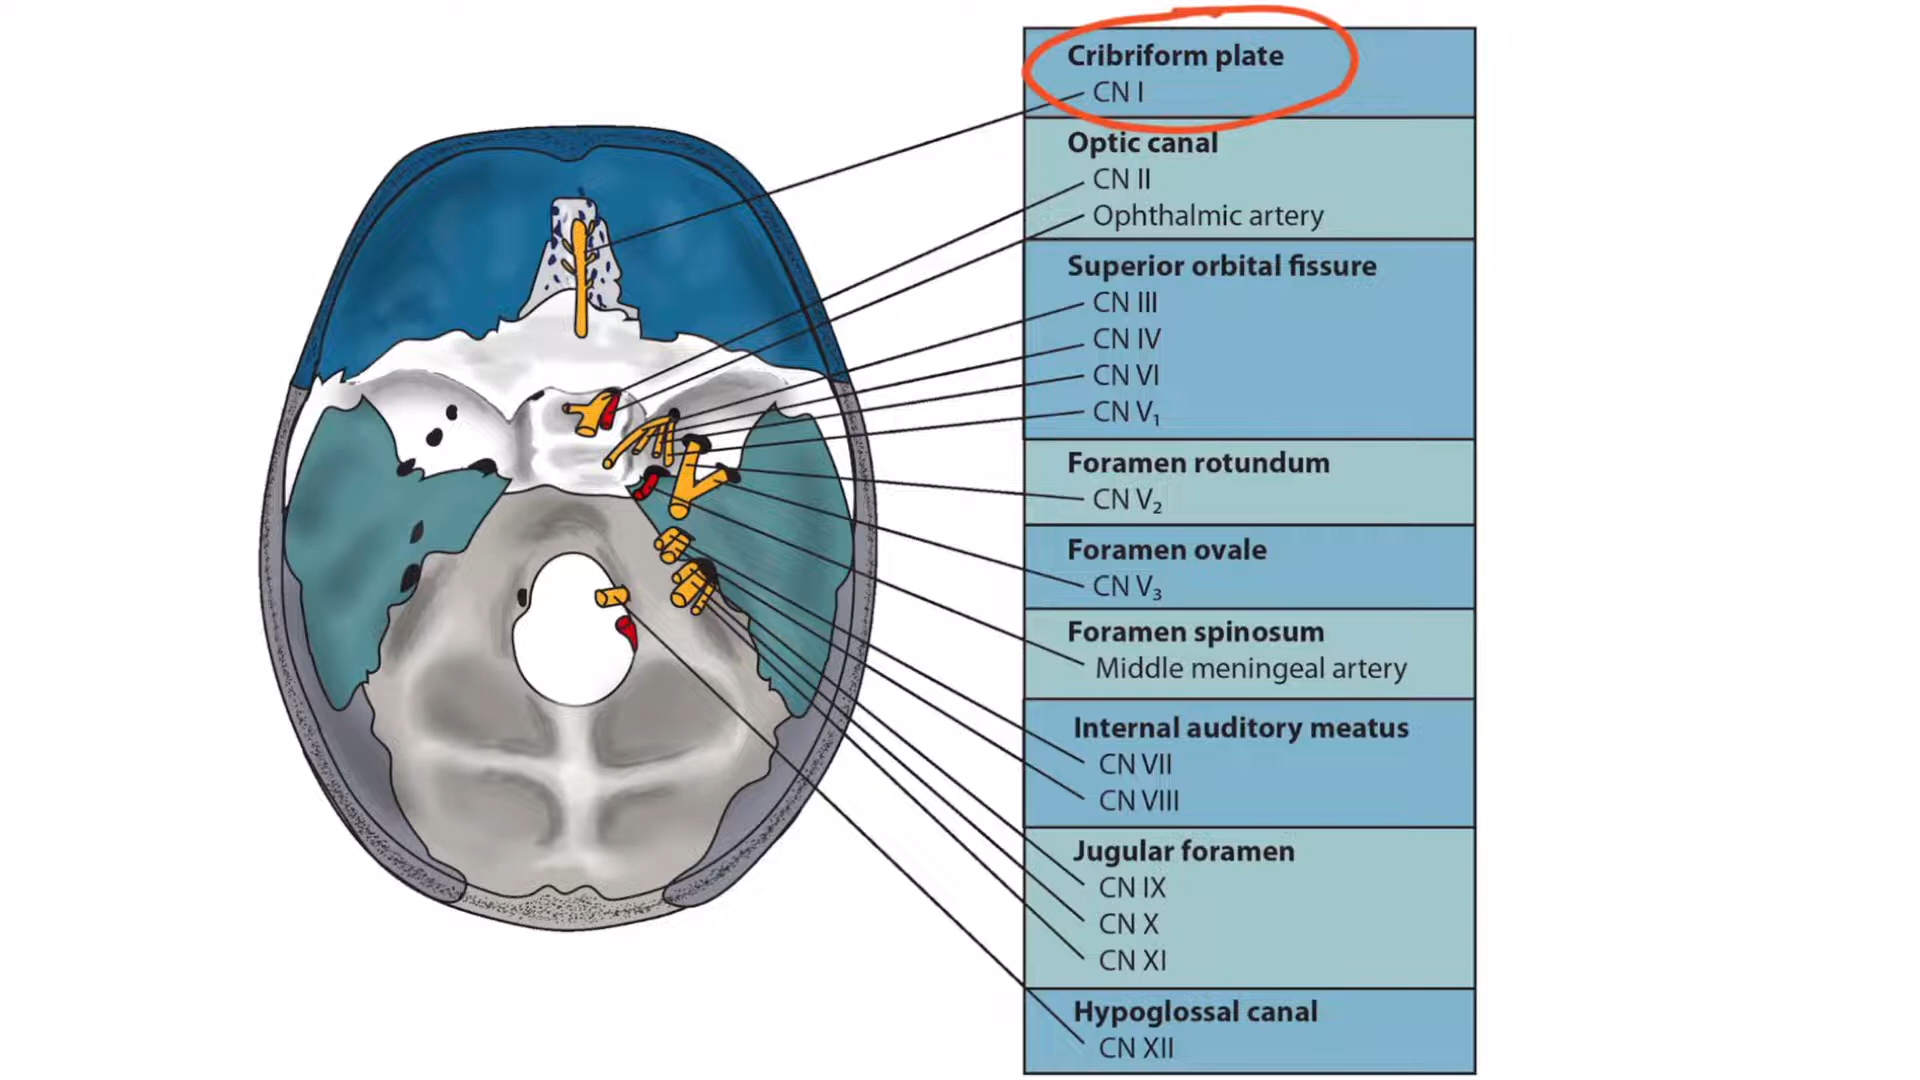 Cribriform plate
CN I
Optic canal
CN II
Ophthalmic artery
Superior orbital fissure
CN III
CN IV
CN VI
CN V₁
Foramen rotundum
CN V₂
Foramen ovale
CN V₃
Foramen spinosum
Middle meningeal artery
Internal auditory meatus
CN VII
CN VIII
Jugular foramen
CN IX
CN X
CN XI
Hypoglossal canal
CN XII